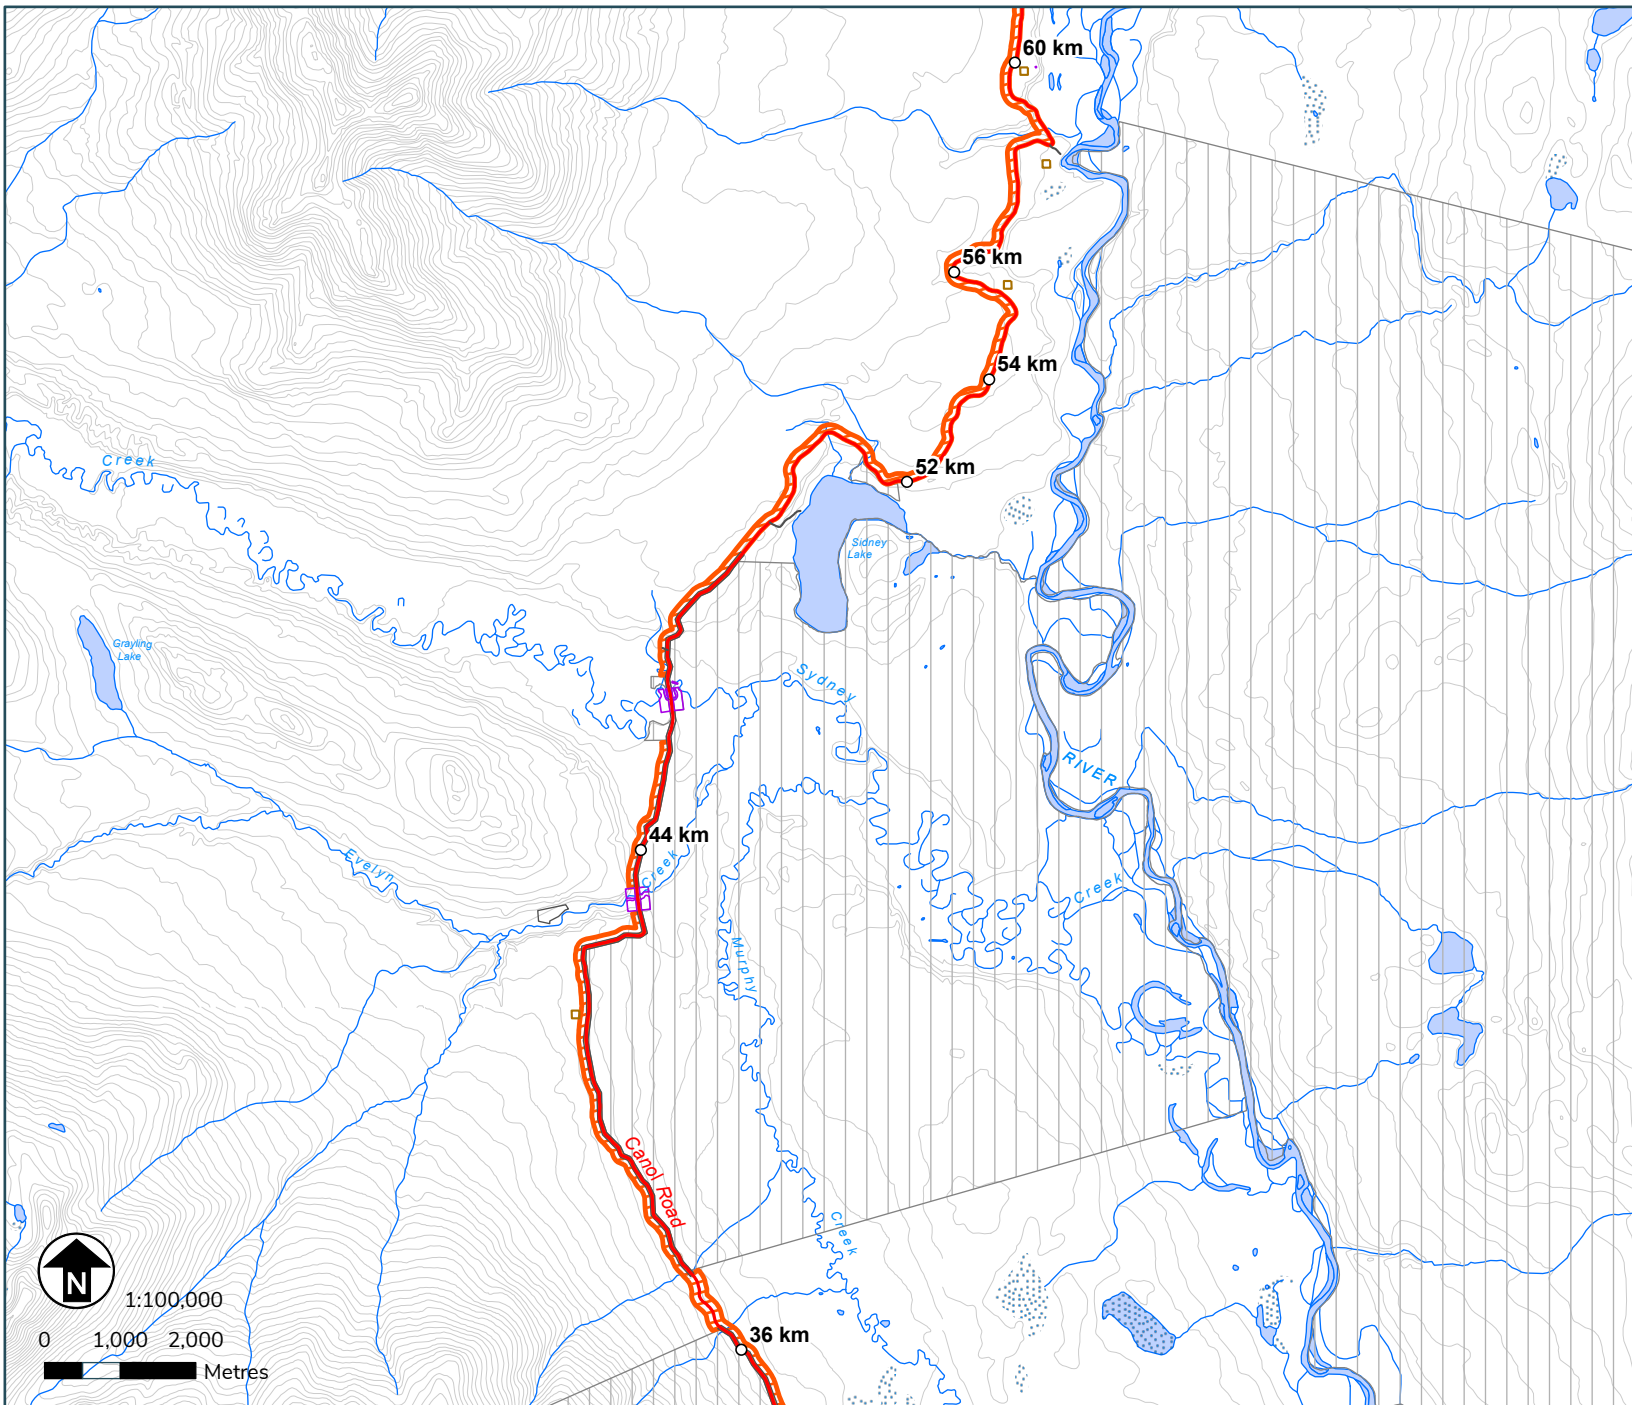 60 km
56 km
54 km
52 km
Creek
Sidney
Lake
Grayling
Lake
Sydney
RIVER
44 km
Creek
Evelyn
Creek
Murphy
Canol Road
Creek
N
1:100,000
0 1,000 2,000
Metres
36 km